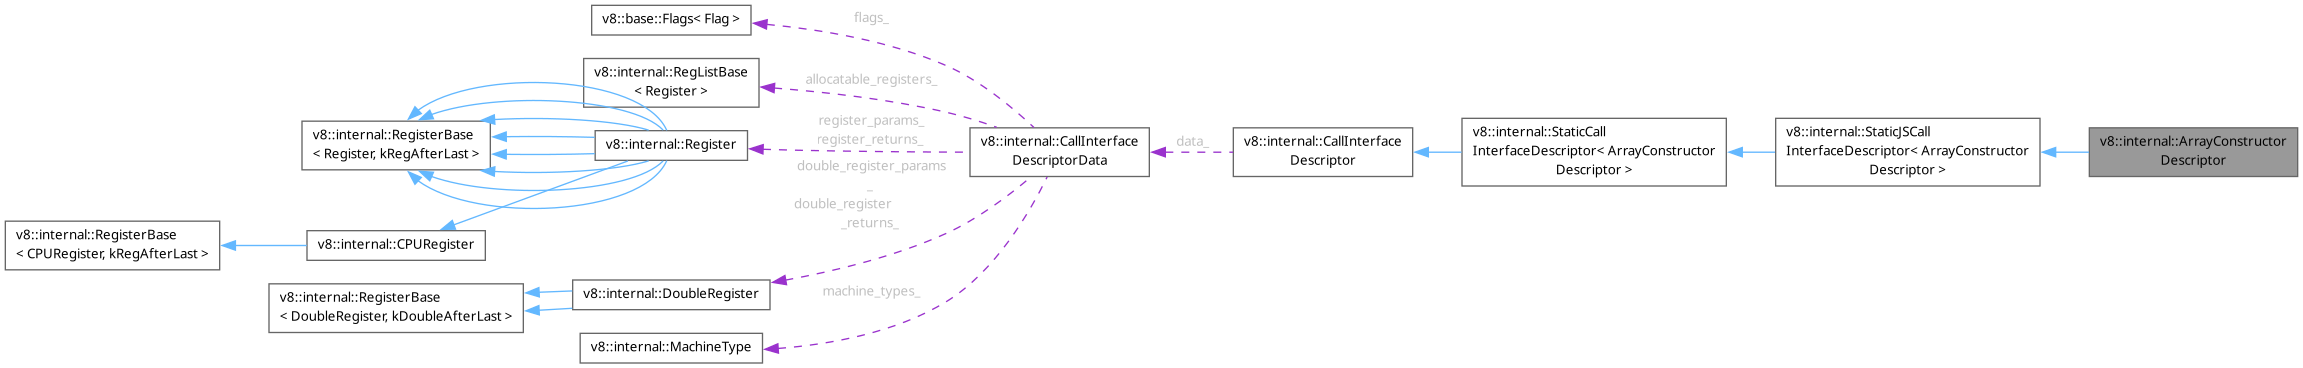 v8::base::Flags< Flag >
flags_
v8::internal::RegListBase
< Register >
allocatable_registers_
v8::internal::RegisterBase
< Register, kRegAfterLast >
v8::internal::Register
register_params_
register_returns_
v8::internal::CallInterface
DescriptorData
data_
v8::internal::CallInterface
Descriptor
v8::internal::StaticCall
InterfaceDescriptor< ArrayConstructor
Descriptor >
v8::internal::StaticJSCall
InterfaceDescriptor< ArrayConstructor
Descriptor >
v8::internal::ArrayConstructor
Descriptor
double_register_params
_
double_register
_returns_
v8::internal::RegisterBase
< CPURegister, kRegAfterLast >
v8::internal::CPURegister
v8::internal::RegisterBase
< DoubleRegister, kDoubleAfterLast >
v8::internal::DoubleRegister
machine_types_
v8::internal::MachineType